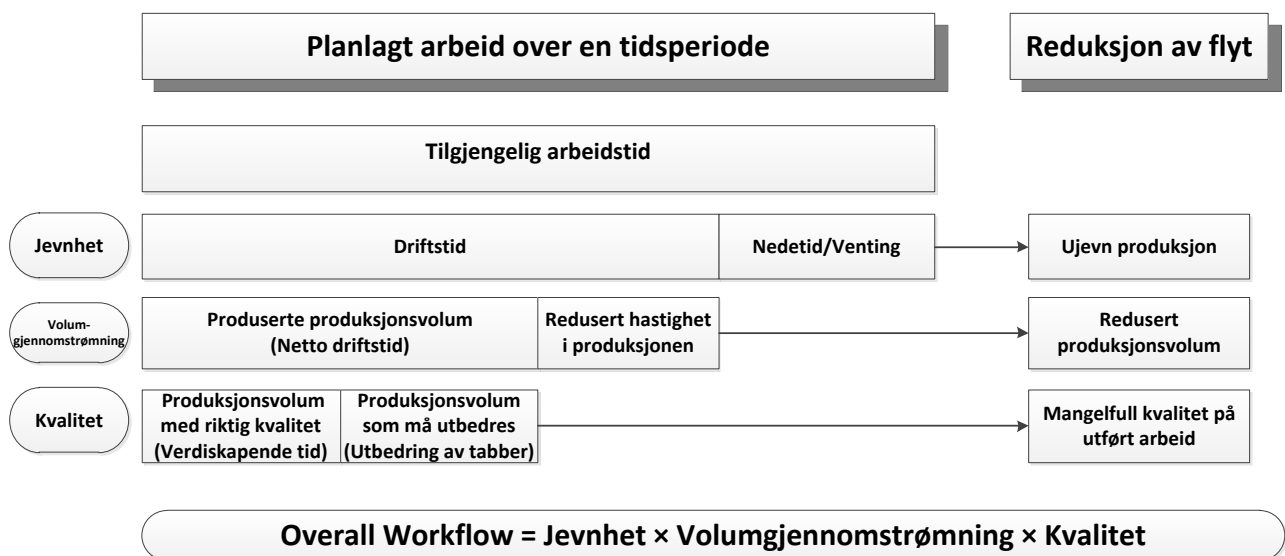 Planlagt arbeid over en tidsperiode
Reduksjon av flyt
Tilgjengelig arbeidstid
Jevnhet
Driftstid
Nedetid/Venting
Ujevn produksjon
Volum-
gjennomstrømning
Produserte produksjonsvolum
(Netto driftstid)
Redusert hastighet
i produksjonen
Redusert
produksjonsvolum
Kvalitet
Produksjonsvolum
med riktig kvalitet
(Verdiskapende tid)
Produksjonsvolum
som må utbedres
(Utbedring av tabber)
Mangelfull kvalitet på
utført arbeid
Overall Workflow = Jevnhet × Volumgjennomstrømning × Kvalitet